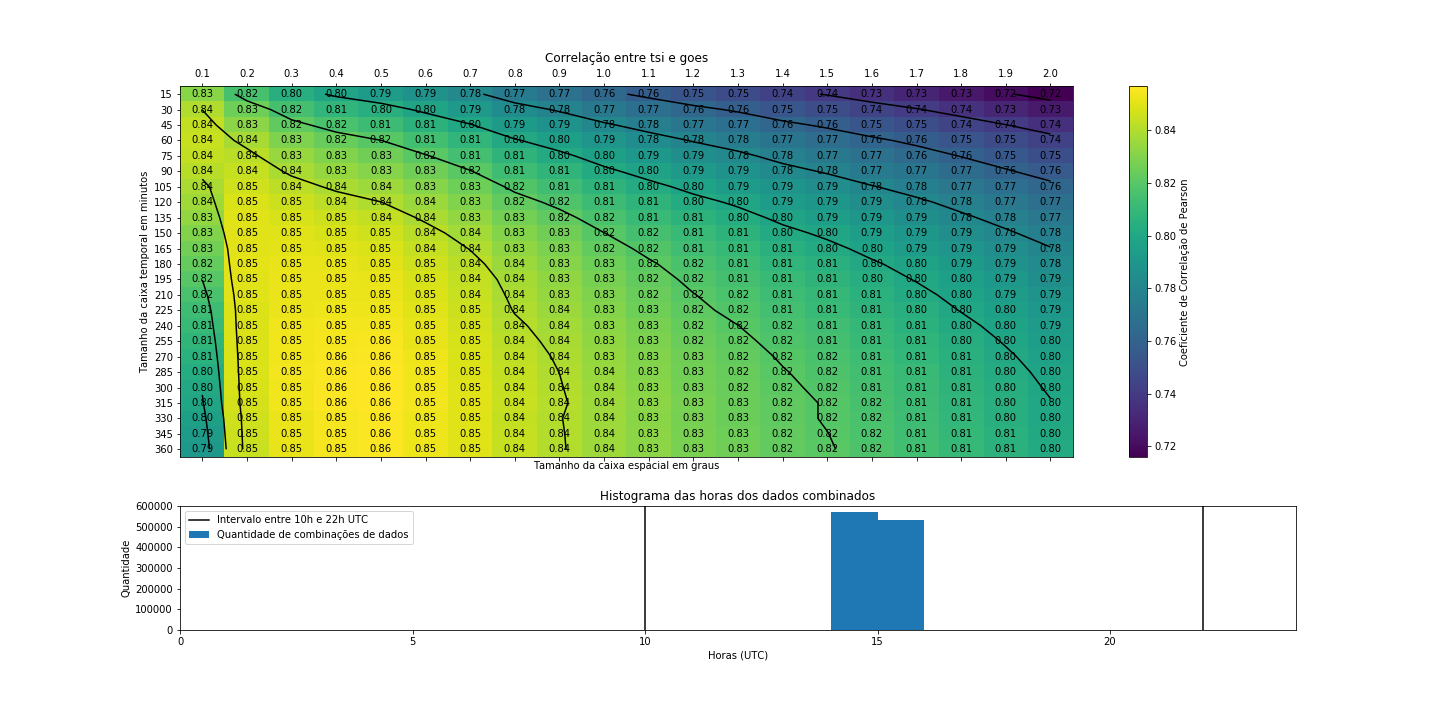 Correlação entre tsi e goes
0.1 0.2 0.3 0.4 0.5 0.6 0.7 0.8 0.9 1.0 1.1 1.2 1.3 1.4 1.5 1.6 1.7 1.8 1.9 2.0
15 0.83 0.82 0.80 0.80 0.79 0.79 0.78 0.77 0.77 0.76 0.76 0.75 0.75 0.74 0.74 0.73 0.73 0.73 0.72 0.72
30 0.84 0.83 0.82 0.81 0.80 0.80 0.79 0.78 0.78 0.77 0.77 0.76 0.76 0.75 0.75 0.74 0.74 0.74 0.73 0.73
45 0.84 0.83 0.82 0.82 0.81 0.81 0.80 0.79 0.79 0.78 0.78 0.77 0.77 0.76 0.76 0.75 0.75 0.74 0.74 0.74
60 0.84 0.84 0.83 0.82 0.82 0.81 0.81 0.80 0.80 0.79 0.78 0.78 0.78 0.77 0.77 0.76 0.76 0.75 0.75 0.74
75 0.84 0.84 0.83 0.83 0.83 0.82 0.81 0.81 0.80 0.80 0.79 0.79 0.78 0.78 0.77 0.77 0.76 0.76 0.75 0.75
90 0.84 0.84 0.84 0.83 0.83 0.83 0.82 0.81 0.81 0.80 0.80 0.79 0.79 0.78 0.78 0.77 0.77 0.77 0.76 0.76
105 0.84 0.85 0.84 0.84 0.84 0.83 0.83 0.82 0.81 0.81 0.80 0.80 0.79 0.79 0.79 0.78 0.78 0.77 0.77 0.76
120 0.84 0.85 0.85 0.84 0.84 0.84 0.83 0.82 0.82 0.81 0.81 0.80 0.80 0.79 0.79 0.79 0.78 0.78 0.77 0.77
135 0.83 0.85 0.85 0.85 0.84 0.84 0.83 0.83 0.82 0.82 0.81 0.81 0.80 0.80 0.79 0.79 0.79 0.78 0.78 0.77
150 0.83 0.85 0.85 0.85 0.85 0.84 0.84 0.83 0.83 0.82 0.82 0.81 0.81 0.80 0.80 0.79 0.79 0.79 0.78 0.78
165 0.83 0.85 0.85 0.85 0.85 0.84 0.84 0.83 0.83 0.82 0.82 0.81 0.81 0.81 0.80 0.80 0.79 0.79 0.79 0.78
180 0.82 0.85 0.85 0.85 0.85 0.85 0.84 0.84 0.83 0.83 0.82 0.82 0.81 0.81 0.81 0.80 0.80 0.79 0.79 0.78
195 0.82 0.85 0.85 0.85 0.85 0.85 0.84 0.84 0.83 0.83 0.82 0.82 0.81 0.81 0.81 0.80 0.80 0.80 0.79 0.79
210 0.82 0.85 0.85 0.85 0.85 0.85 0.84 0.84 0.83 0.83 0.82 0.82 0.82 0.81 0.81 0.81 0.80 0.80 0.79 0.79
225 0.81 0.85 0.85 0.85 0.85 0.85 0.84 0.84 0.84 0.83 0.83 0.82 0.82 0.82 0.81 0.81 0.80 0.80 0.80 0.79
240 0.81 0.85 0.85 0.85 0.85 0.85 0.85 0.84 0.84 0.83 0.83 0.82 0.82 0.82 0.81 0.81 0.81 0.80 0.80 0.79
255 0.81 0.85 0.85 0.86 0.86 0.85 0.85 0.84 0.84 0.83 0.83 0.83 0.82 0.82 0.81 0.81 0.81 0.80 0.80 0.80
270 0.81 0.85 0.85 0.86 0.86 0.85 0.85 0.84 0.84 0.83 0.83 0.83 0.82 0.82 0.82 0.81 0.81 0.81 0.80 0.80
285 0.80 0.85 0.85 0.86 0.86 0.85 0.85 0.84 0.84 0.84 0.83 0.83 0.82 0.82 0.82 0.81 0.81 0.81 0.80 0.80
300 0.80 0.85 0.85 0.86 0.86 0.85 0.85 0.84 0.84 0.84 0.83 0.83 0.82 0.82 0.82 0.81 0.81 0.81 0.80 0.80
315 0.80 0.85 0.85 0.86 0.86 0.85 0.85 0.84 0.84 0.84 0.83 0.83 0.83 0.82 0.82 0.82 0.81 0.81 0.80 0.80
330 0.80 0.85 0.85 0.86 0.86 0.85 0.85 0.84 0.84 0.84 0.83 0.83 0.83 0.82 0.82 0.82 0.81 0.81 0.81 0.80
345 0.79 0.85 0.85 0.86 0.86 0.85 0.85 0.84 0.84 0.84 0.83 0.83 0.83 0.82 0.82 0.82 0.81 0.81 0.81 0.80
360 0.79 0.85 0.85 0.85 0.85 0.85 0.85 0.84 0.84 0.84 0.83 0.83 0.82 0.82 0.82 0.82 0.81 0.81 0.80 0.80
Tamanho da caixa temporal em minutos
Tamanho da caixa espacial em graus
0.84
0.82
0.80
0.78
0.76
0.74
0.72
Coeficiente de Correlação de Pearson
Histograma das horas dos dados combinados
Intervalo entre 10h e 22h UTC
Quantidade de combinações de dados
600000
500000
400000
300000
200000
100000
0
Quantidade
0 5 10 15 20
Horas (UTC)